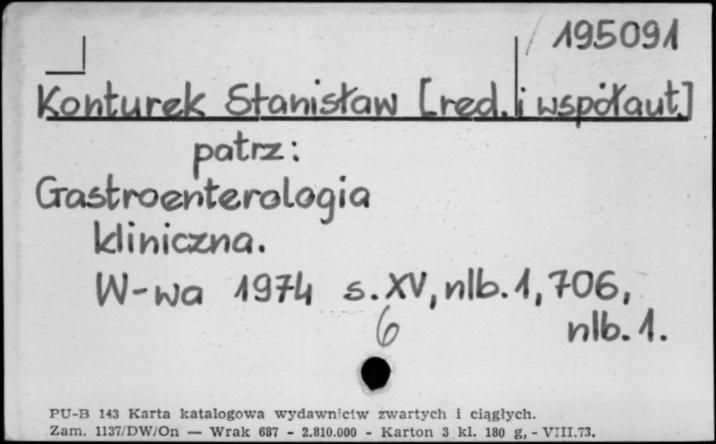 195091
Konturek Stanisław [red. i współaut.]
patrz:
Gastroenterologia
kliniczna.
W-wa 1974 s. XV, nlb. 1, 706,
6 nlb. 1.
PU-B 143 Karta katalogowa wydawnictw zwartych i ciągłych.
Zam. 1137/DW/On — Wrak 687 - 2.810.000 - Karton 3 kl. 180 g, - VIII.73.